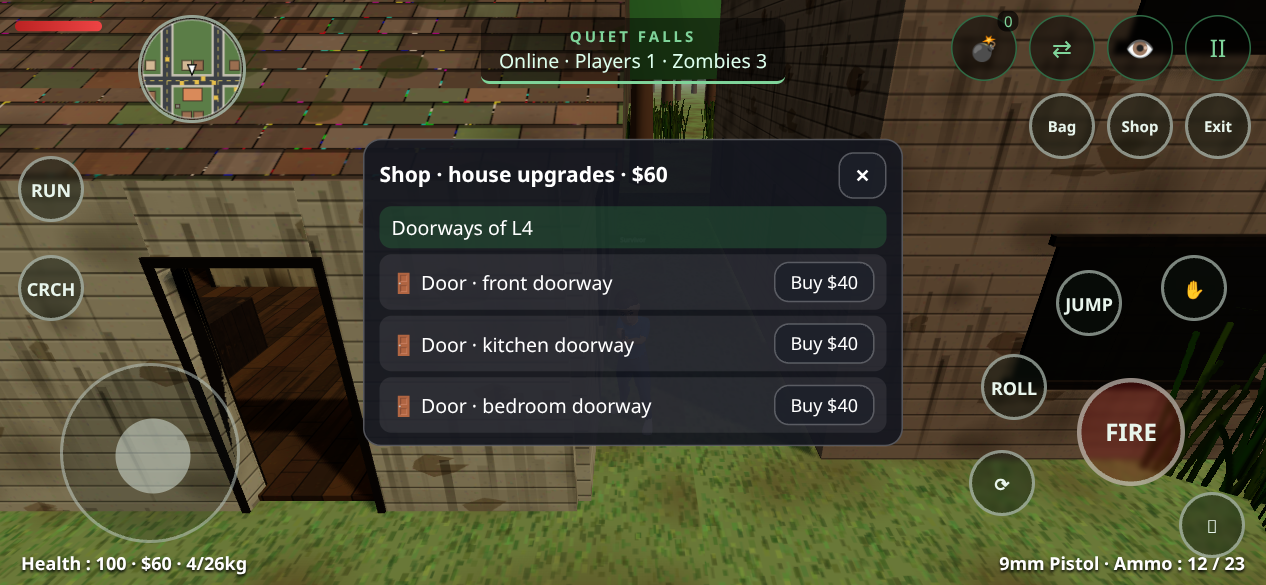 QUIET FALLS
Online · Players 1 · Zombies 3
0
II
Bag
Shop
Exit
Shop · house upgrades · $60
×
RUN
Doorways of L4
Door · front doorway
Buy $40
CRCH
JUMP
Door · kitchen doorway
Buy $40
ROLL
Door · bedroom doorway
Buy $40
FIRE
Health : 100 · $60 · 4/26kg
9mm Pistol · Ammo : 12 / 23